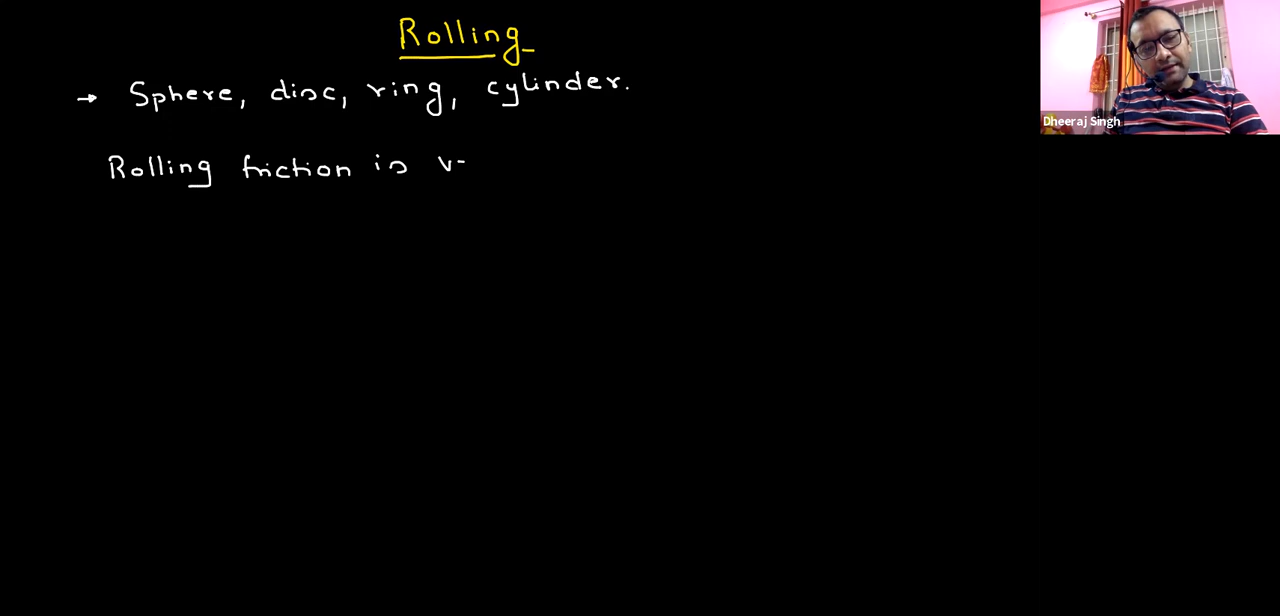 Rolling
→ Sphere, disc, ring, cylinder.
Rolling friction is v
Dheeraj Singh